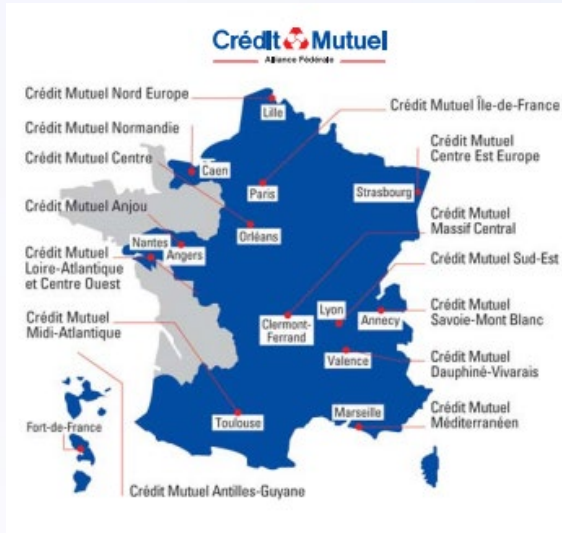 Crédit Mutuel
Alliance Fédérale
Crédit Mutuel Nord Europe
Lille
Crédit Mutuel Île-de-France
Crédit Mutuel Normandie
Caen
Crédit Mutuel
Centre Est Europe
Crédit Mutuel Centre
Paris
Strasbourg
Crédit Mutuel Anjou
Orléans
Crédit Mutuel
Massif Central
Nantes
Angers
Crédit Mutuel
Loire-Atlantique
et Centre Ouest
Crédit Mutuel Sud-Est
Crédit Mutuel
Midi-Atlantique
Clermont-
Ferrand
Lyon
Annecy
Crédit Mutuel
Savoie-Mont Blanc
Valence
Crédit Mutuel
Dauphiné-Vivarais
Toulouse
Marseille
Crédit Mutuel
Méditerranéen
Fort-de-France
Crédit Mutuel Antilles-Guyane